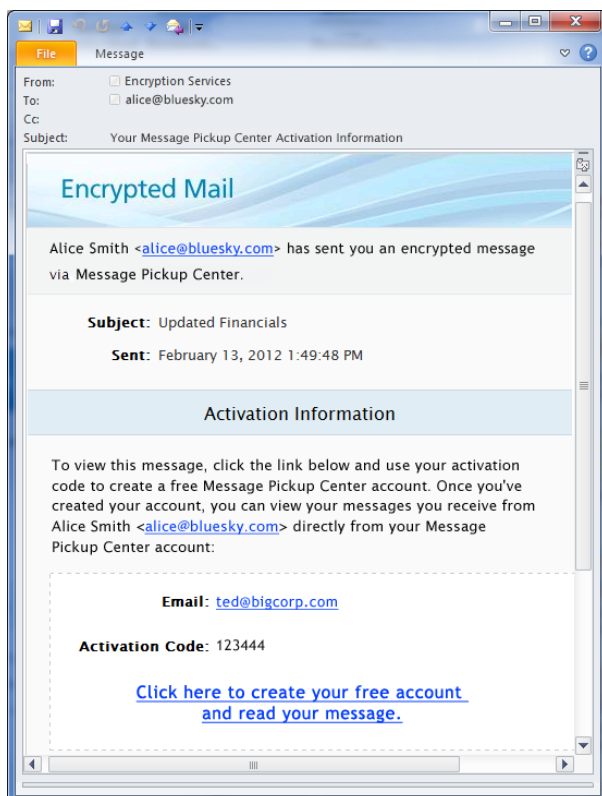 File Message
From: Encryption Services
To: alice@bluesky.com
Cc:
Subject: Your Message Pickup Center Activation Information
Encrypted Mail
Alice Smith <alice@bluesky.com> has sent you an encrypted message
via Message Pickup Center.
Subject: Updated Financials
Sent: February 13, 2012 1:49:48 PM
Activation Information
To view this message, click the link below and use your activation
code to create a free Message Pickup Center account. Once you've
created your account, you can view your messages you receive from
Alice Smith <alice@bluesky.com> directly from your Message
Pickup Center account:
Email: ted@bigcorp.com
Activation Code: 123444
Click here to create your free account
and read your message.